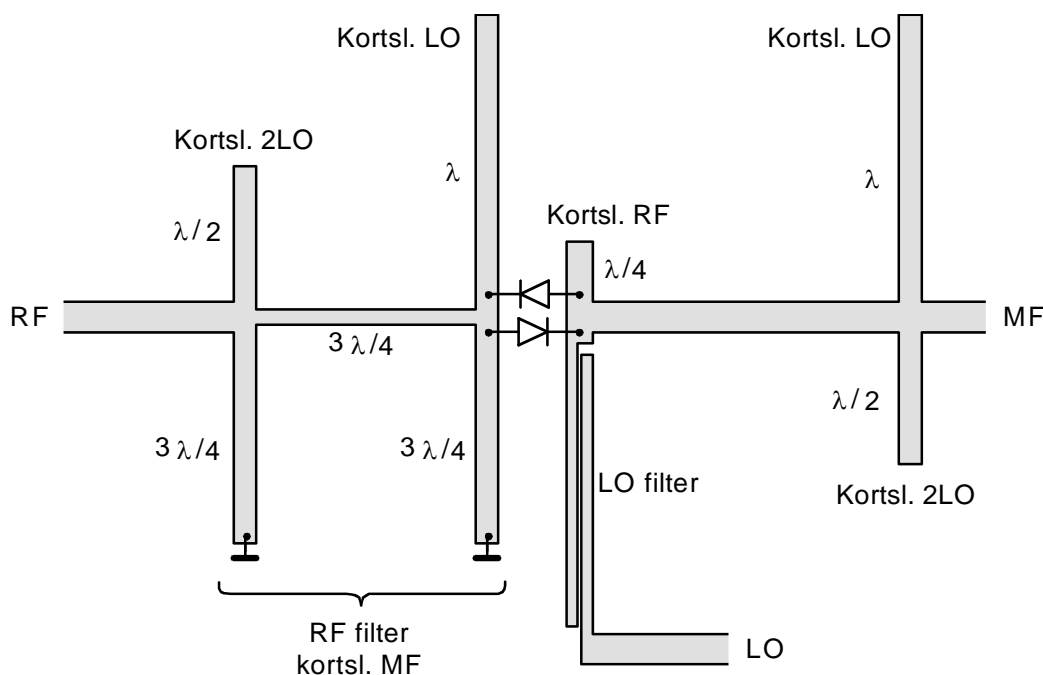 Kortsl. LO
Kortsl. LO
Kortsl. 2LO
λ
λ
λ/2
Kortsl. RF
λ/4
RF
MF
3 λ/4
λ/2
3 λ/4
3 λ/4
LO filter
Kortsl. 2LO
RF filter
kortsl. MF
LO